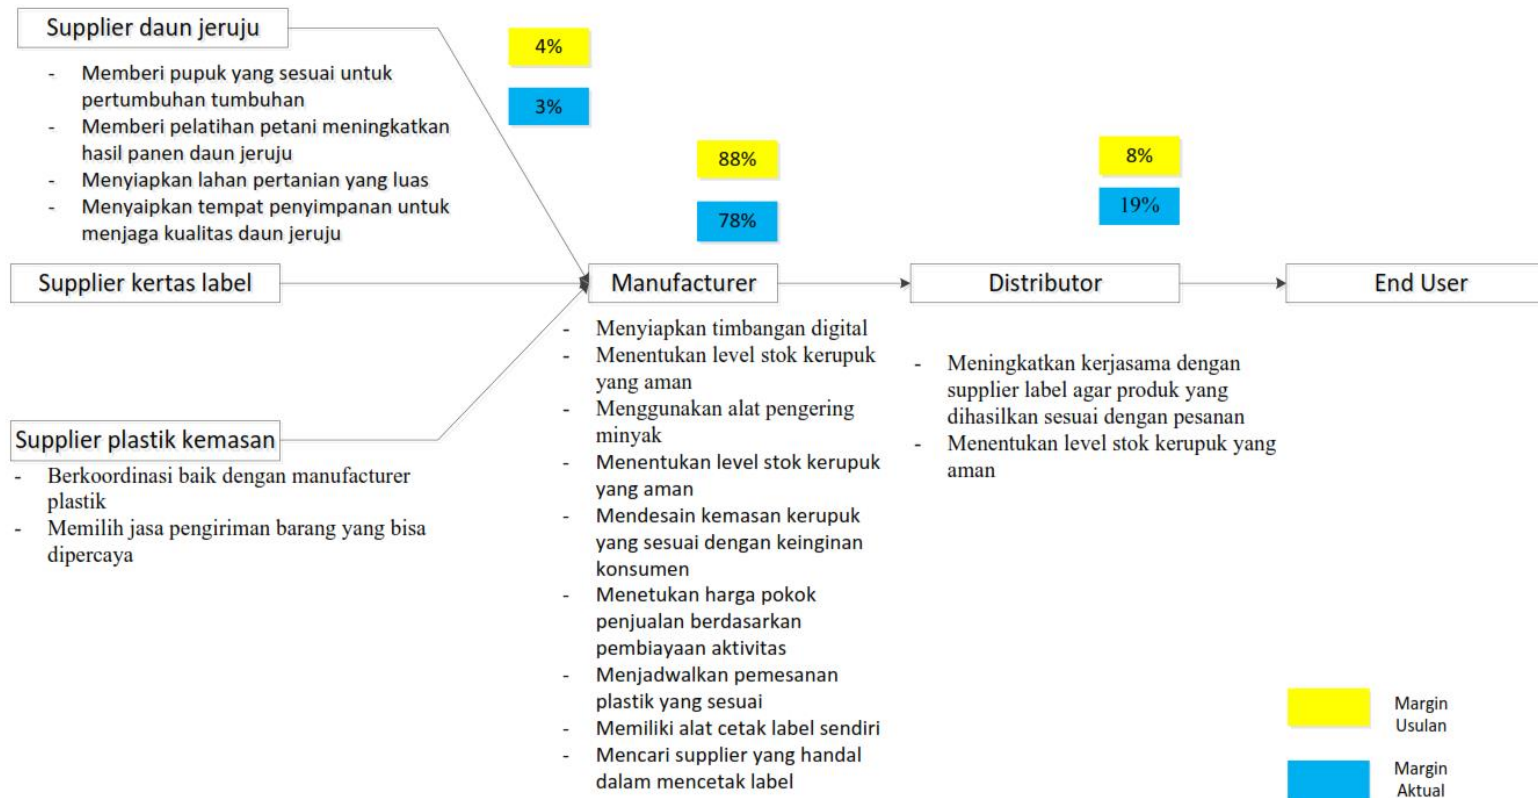 Supplier daun jeruju
- Memberi pupuk yang sesuai untuk
pertumbuhan tumbuhan
- Memberi pelatihan petani meningkatkan
hasil panen daun jeruju
- Menyiapkan lahan pertanian yang luas
- Menyaipkan tempat penyimpanan untuk
menjaga kualitas daun jeruju
4%
3%
88%
78%
8%
19%
Supplier kertas label
Manufacturer
Distributor
End User
Supplier plastik kemasan
- Berkoordinasi baik dengan manufacturer
plastik
- Memilih jasa pengiriman barang yang bisa
dipercaya
- Menyiapkan timbangan digital
- Menentukan level stok kerupuk
yang aman
- Menggunakan alat pengering
minyak
- Menentukan level stok kerupuk
yang aman
- Mendesain kemasan kerupuk
yang sesuai dengan keinginan
konsumen
- Menetukan harga pokok
penjualan berdasarkan
pembiayaan aktivitas
- Menjadwalkan pemesanan
plastik yang sesuai
- Memiliki alat cetak label sendiri
- Mencari supplier yang handal
dalam mencetak label
- Meningkatkan kerjasama dengan
supplier label agar produk yang
dihasilkan sesuai dengan pesanan
- Menentukan level stok kerupuk yang
aman
Margin
Usulan
Margin
Aktual